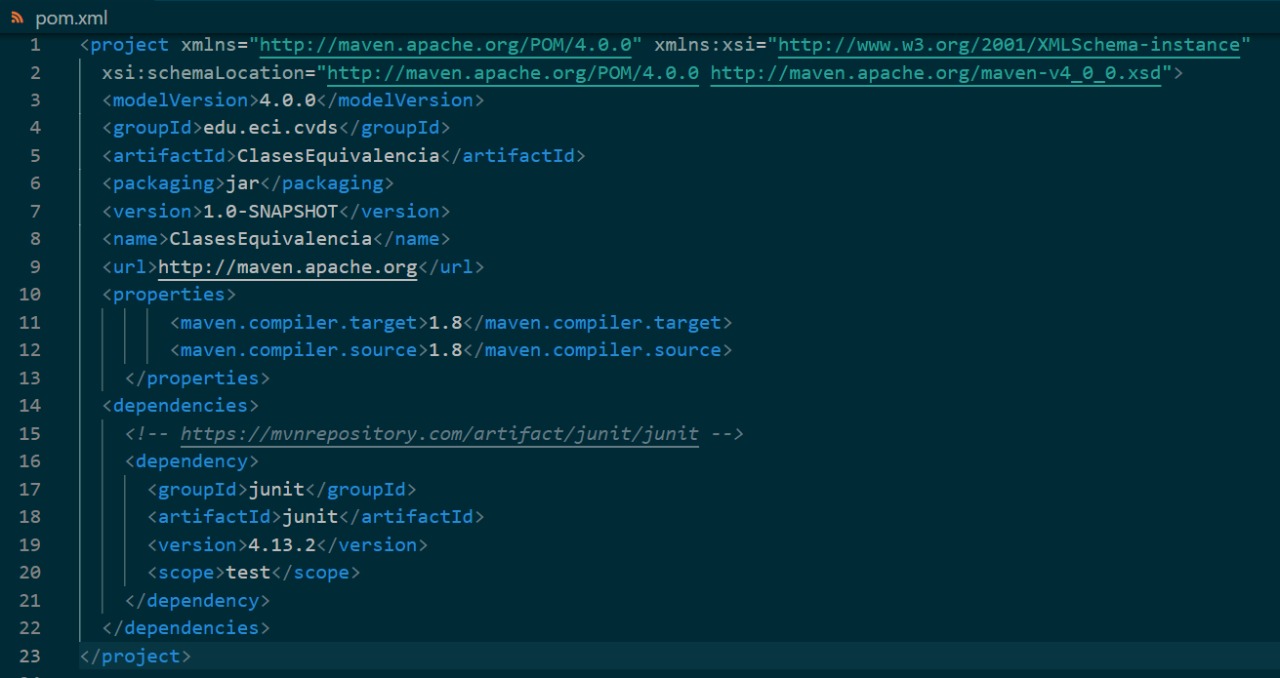 pom.xml
1 <project xmlns="http://maven.apache.org/POM/4.0.0" xmlns:xsi="http://www.w3.org/2001/XMLSchema-instance"
2 xsi:schemaLocation="http://maven.apache.org/POM/4.0.0 http://maven.apache.org/maven-v4_0_0.xsd">
3 <modelVersion>4.0.0</modelVersion>
4 <groupId>edu.eci.cvds</groupId>
5 <artifactId>ClasesEquivalencia</artifactId>
6 <packaging>jar</packaging>
7 <version>1.0-SNAPSHOT</version>
8 <name>ClasesEquivalencia</name>
9 <url>http://maven.apache.org</url>
10 <properties>
11 <maven.compiler.target>1.8</maven.compiler.target>
12 <maven.compiler.source>1.8</maven.compiler.source>
13 </properties>
14 <dependencies>
15 <!-- https://mvnrepository.com/artifact/junit/junit -->
16 <dependency>
17 <groupId>junit</groupId>
18 <artifactId>junit</artifactId>
19 <version>4.13.2</version>
20 <scope>test</scope>
21 </dependency>
22 </dependencies>
23 </project>